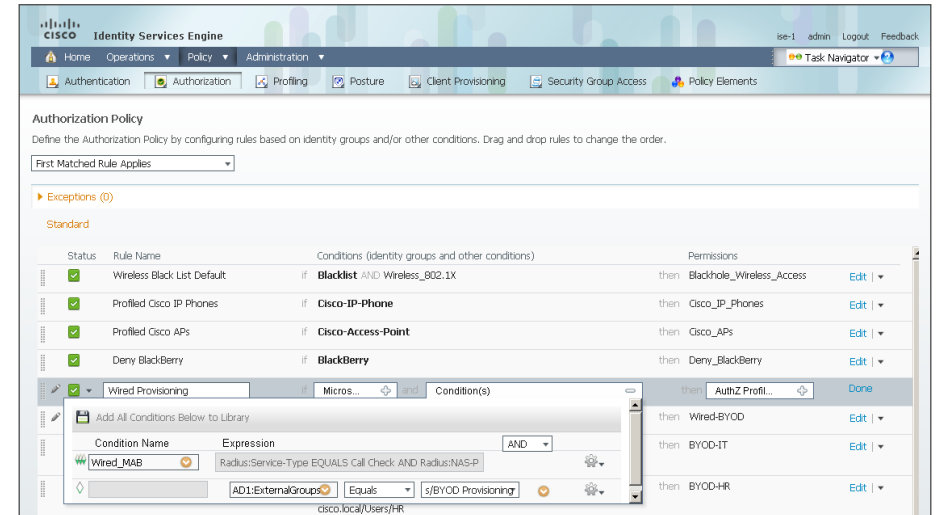 CISCO Identity Services Engine
ise-1 admin Logout Feedback
Home Operations Policy Administration
Task Navigator
Authentication Authorization Profiling Posture Client Provisioning Security Group Access Policy Elements
Authorization Policy
Define the Authorization Policy by configuring rules based on identity groups and/or other conditions. Drag and drop rules to change the order.
First Matched Rule Applies
Exceptions (0)
Standard
Status Rule Name Conditions (identity groups and other conditions) Permissions
Wireless Black List Default if Blacklist AND Wireless_802.1X then Blackhole_Wireless_Access Edit |
Profiled Cisco IP Phones if Cisco-IP-Phone then Cisco_IP_Phones Edit |
Profiled Cisco APs if Cisco-Access-Point then Cisco_APs Edit |
Deny BlackBerry if BlackBerry then Deny_BlackBerry Edit |
Wired Provisioning if Micros... and Condition(s) then AuthZ Profil... Done
Add All Conditions Below to Library
then Wired-BYOD Edit |
Condition Name Expression AND
then BYOD-IT Edit |
Wired_MAB Radius:Service-Type EQUALS Call Check AND Radius:NAS-P
AD1:ExternalGroups Equals s/BYOD Provisioning
then BYOD-HR Edit |
cisco.local/Users/HR